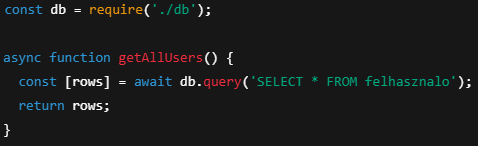 const db = require('./db');
async function getAllUsers() {
const [rows] = await db.query('SELECT * FROM felhasznalo');
return rows;
}